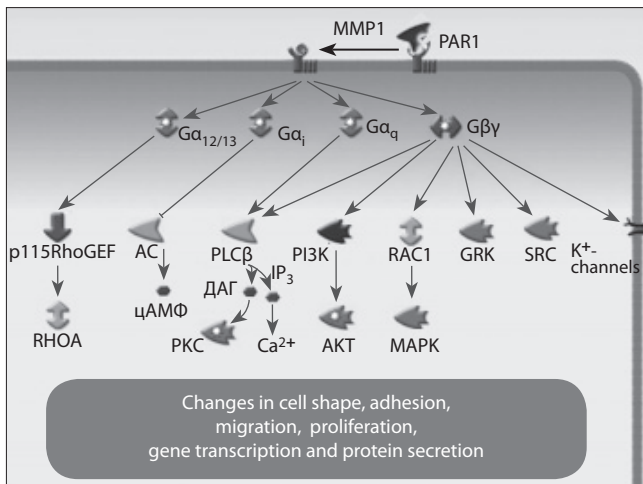 MMP1
PAR1
Gα12/13
Gαi
Gαq
Gβγ
p115RhoGEF
AC
PLCβ
PI3K
RAC1
GRK
SRC
K+-
channels
ДАГ
IP3
цАМФ
RHOA
PKC
Ca2+
AKT
MAPK
Changes in cell shape, adhesion,
migration, proliferation,
gene transcription and protein secretion